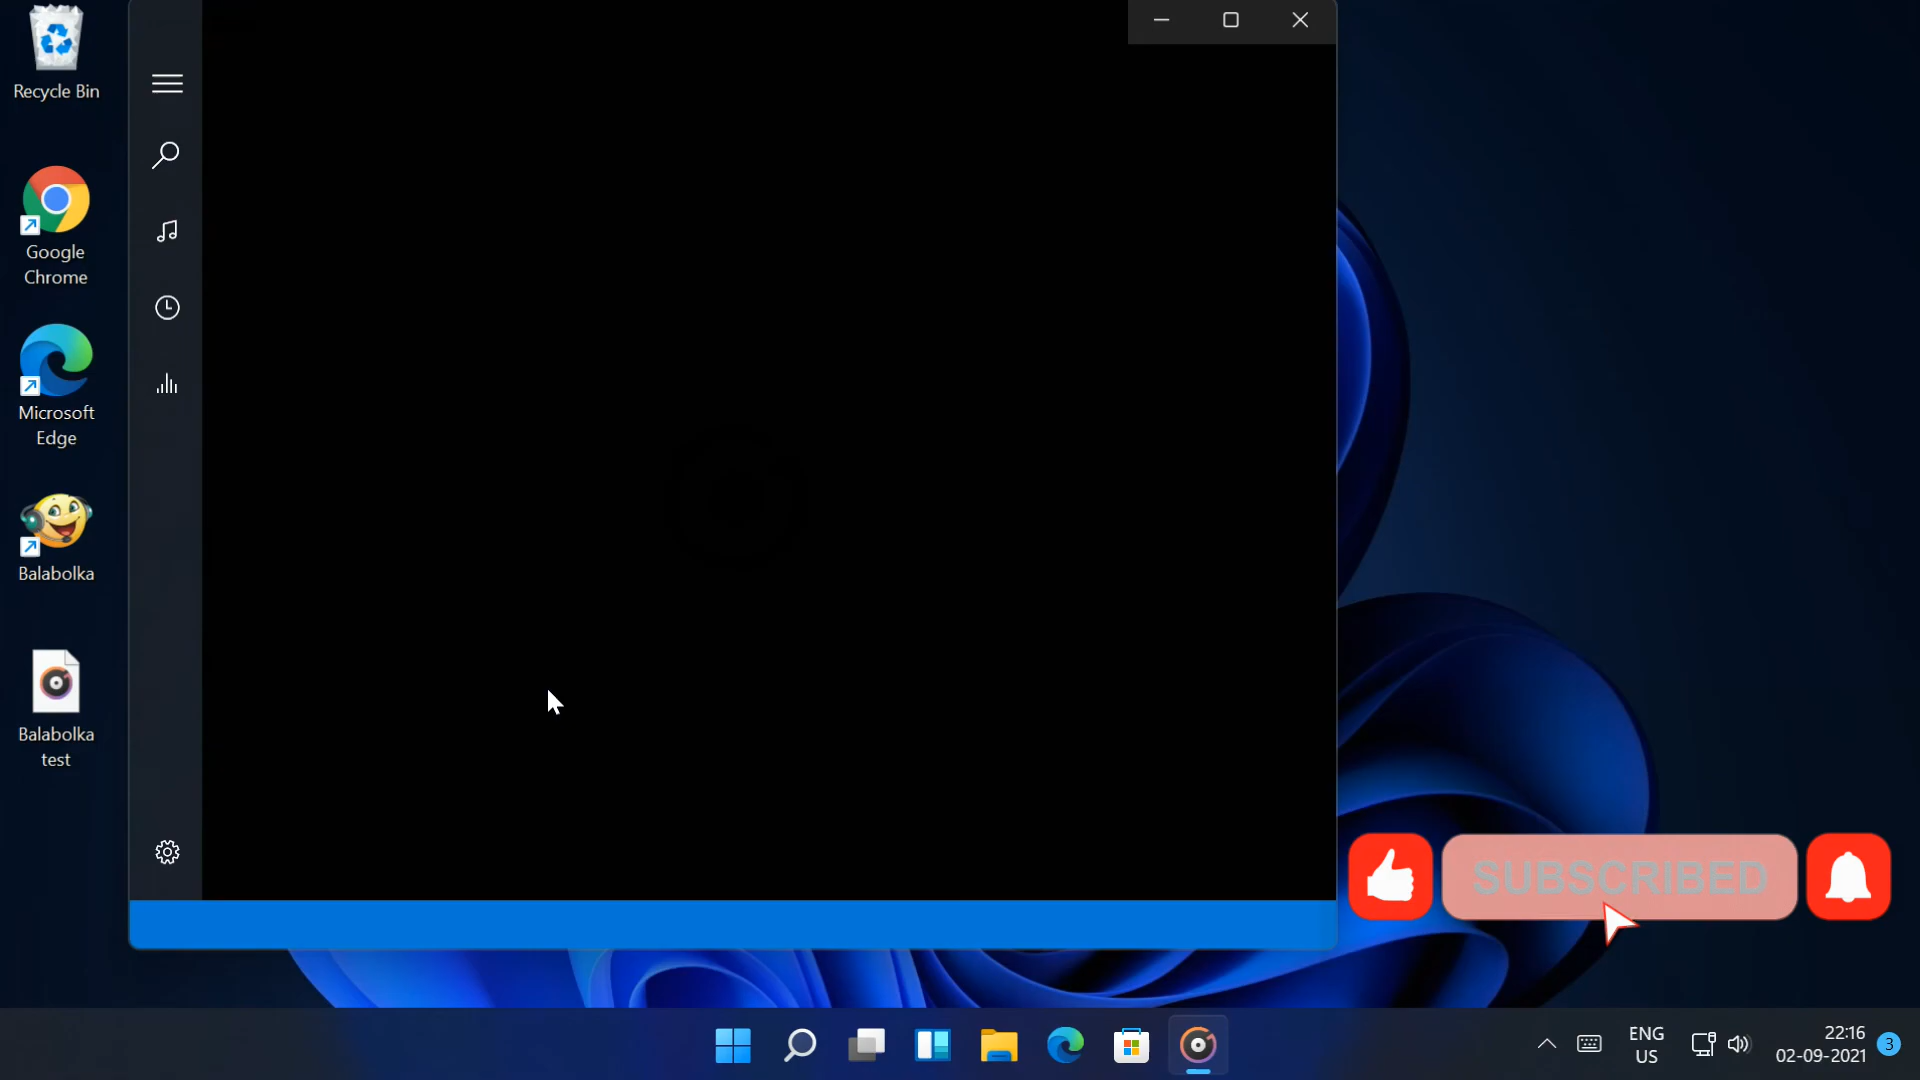 Recycle Bin
Google
Chrome
Microsoft
Edge
Balabolka
Balabolka
test
SUBSCRIBED
ENG
US
22:16
02-09-2021
3